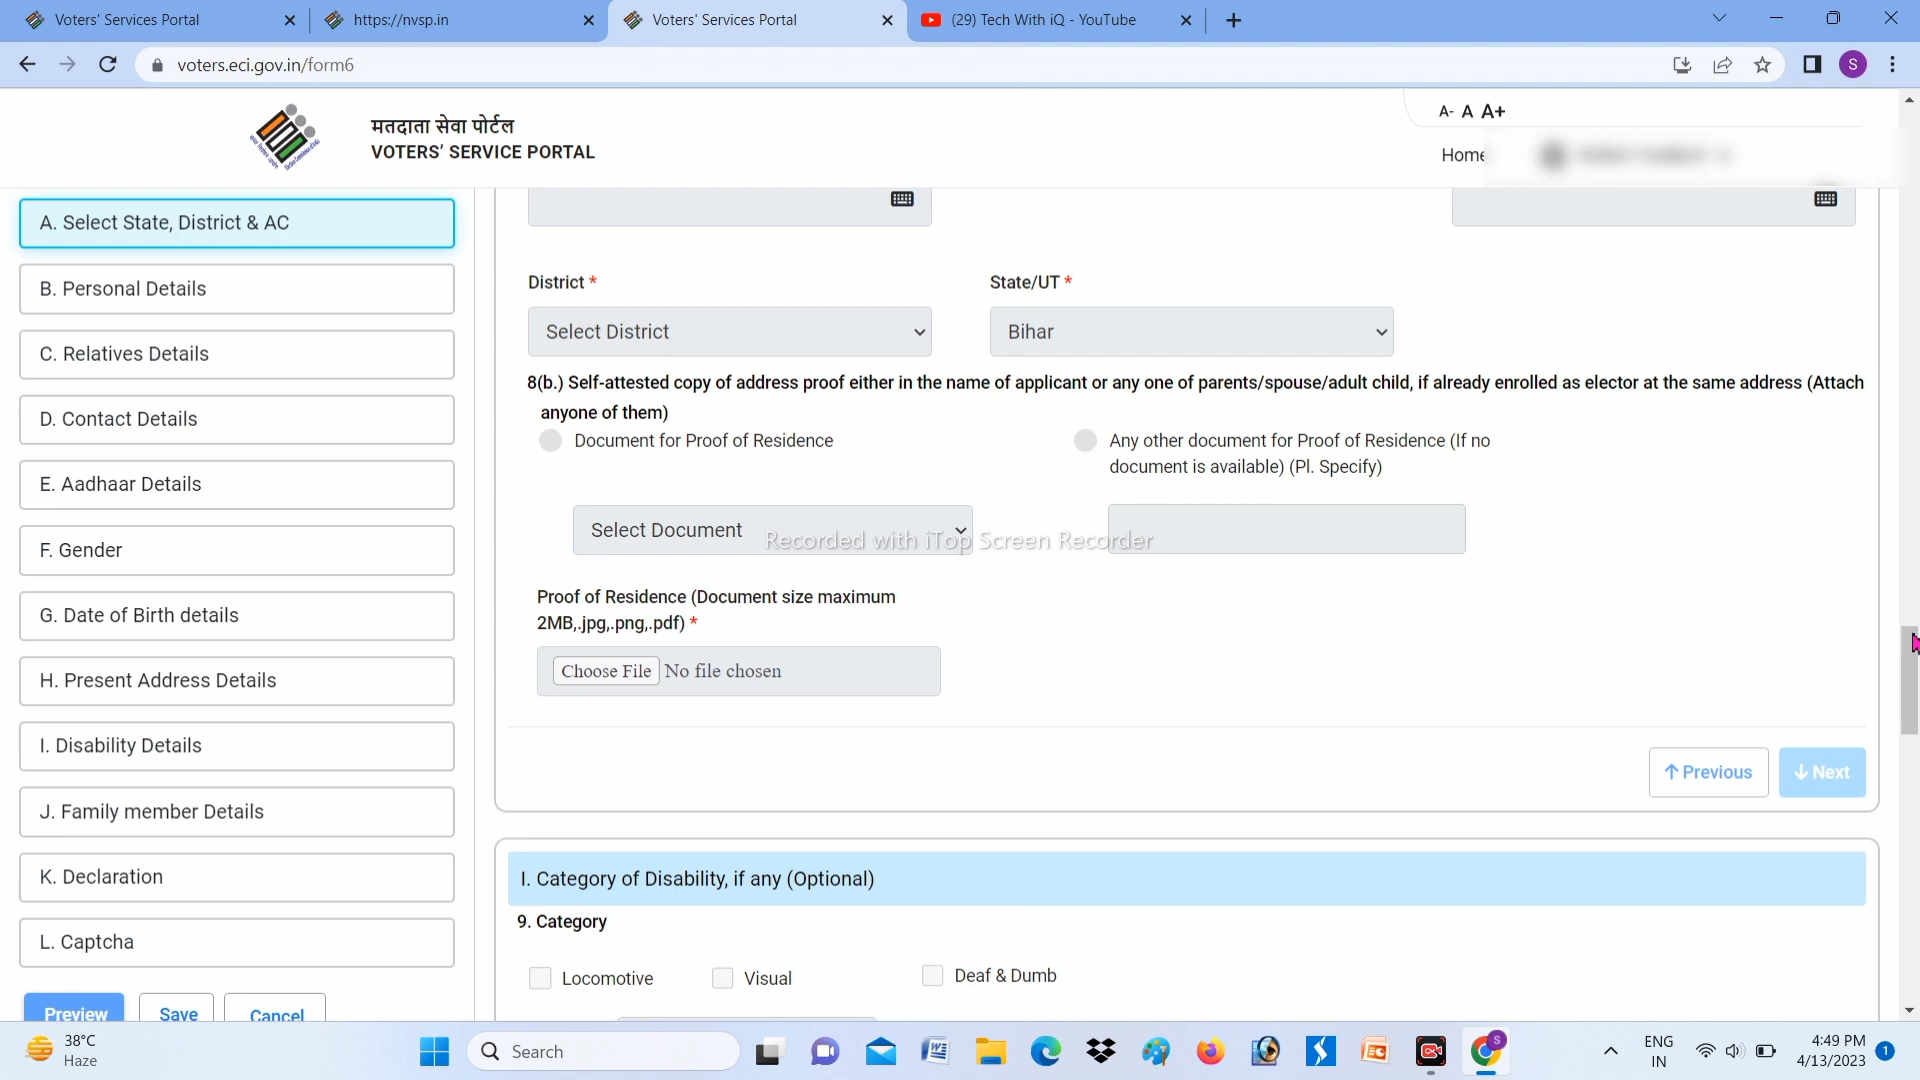 Voters' Services Portal
https://nvsp.in
Voters' Services Portal
(29) Tech With iQ - YouTube
voters.eci.gov.in/form6
S
मतदाता सेवा पोर्टल
VOTERS' SERVICE PORTAL
A- A A+
Home
A. Select State, District & AC
B. Personal Details
C. Relatives Details
D. Contact Details
E. Aadhaar Details
F. Gender
G. Date of Birth details
H. Present Address Details
I. Disability Details
J. Family member Details
K. Declaration
L. Captcha
Preview
Save
Cancel
District *
State/UT *
Select District
Bihar
8(b.) Self-attested copy of address proof either in the name of applicant or any one of parents/spouse/adult child, if already enrolled as elector at the same address (Attach
anyone of them)
Document for Proof of Residence
Any other document for Proof of Residence (If no
document is available) (Pl. Specify)
Select Document
Recorded with iTop Screen Recorder
Proof of Residence (Document size maximum
2MB,.jpg,.png,.pdf) *
Choose File No file chosen
Previous
Next
I. Category of Disability, if any (Optional)
9. Category
Locomotive
Visual
Deaf & Dumb
38°C
Haze
Search
ENG
IN
4:49 PM
4/13/2023
1